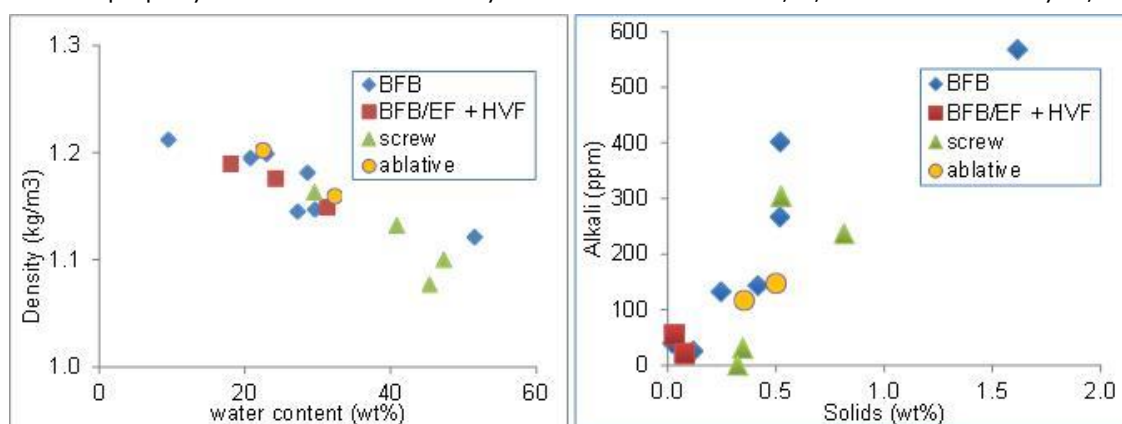 1.3
1.2
1.1
1.0
Density (kg/m3)
0
20
40
60
water content (wt%)
BFB
BFB/EF + HVF
screw
ablative
600
500
400
300
200
100
0
Alkali (ppm)
0.0
0.5
1.0
1.5
2.0
Solids (wt%)
BFB
BFB/EF + HVF
screw
ablative